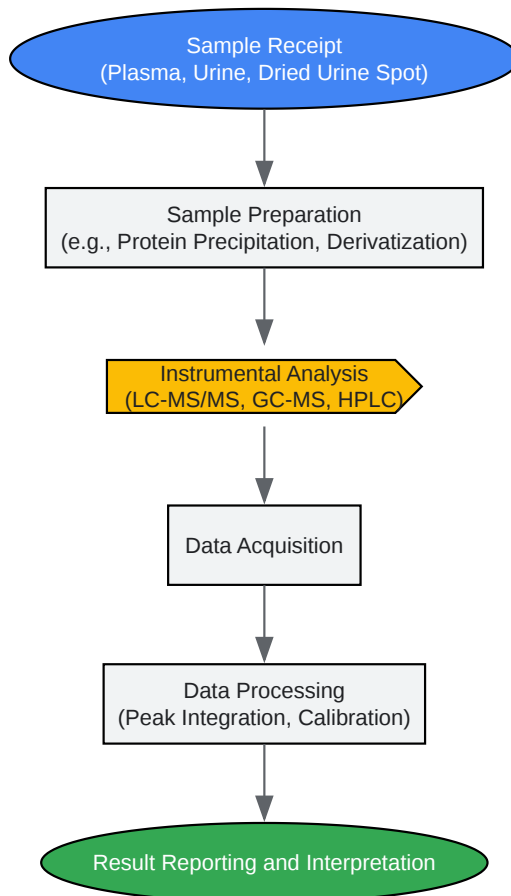 Sample Receipt
(Plasma, Urine, Dried Urine Spot)
Sample Preparation
(e.g., Protein Precipitation, Derivatization)
Instrumental Analysis
(LC-MS/MS, GC-MS, HPLC)
Data Acquisition
Data Processing
(Peak Integration, Calibration)
Result Reporting and Interpretation